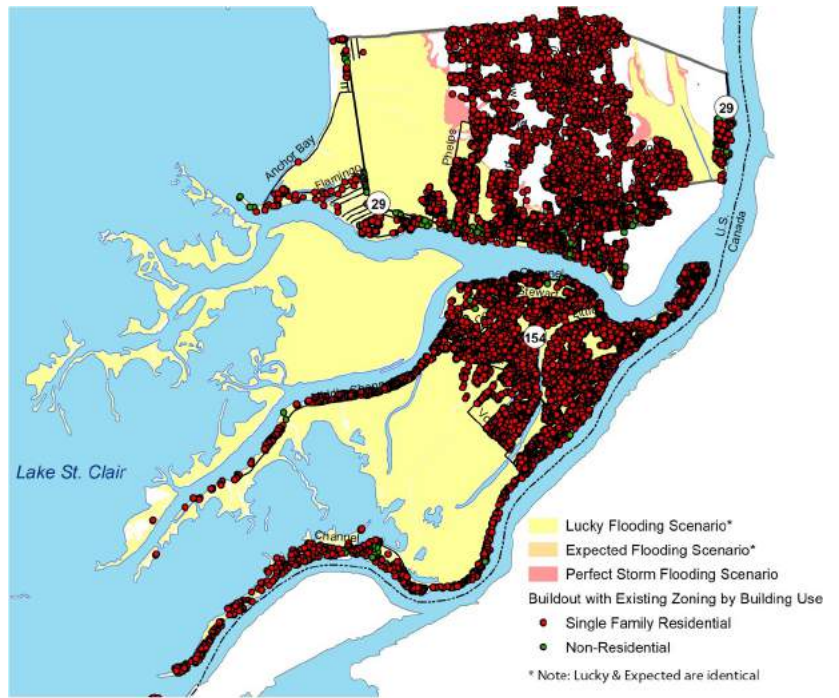 29
Anchor Bay
Flamingo
Phelps
29
U.S.
Canada
Channel
Stewart
154
Channel
Lake St. Clair
Channel
Lucky Flooding Scenario*
Expected Flooding Scenario*
Perfect Storm Flooding Scenario
Buildout with Existing Zoning by Building Use
Single Family Residential
Non-Residential
* Note: Lucky & Expected are identical